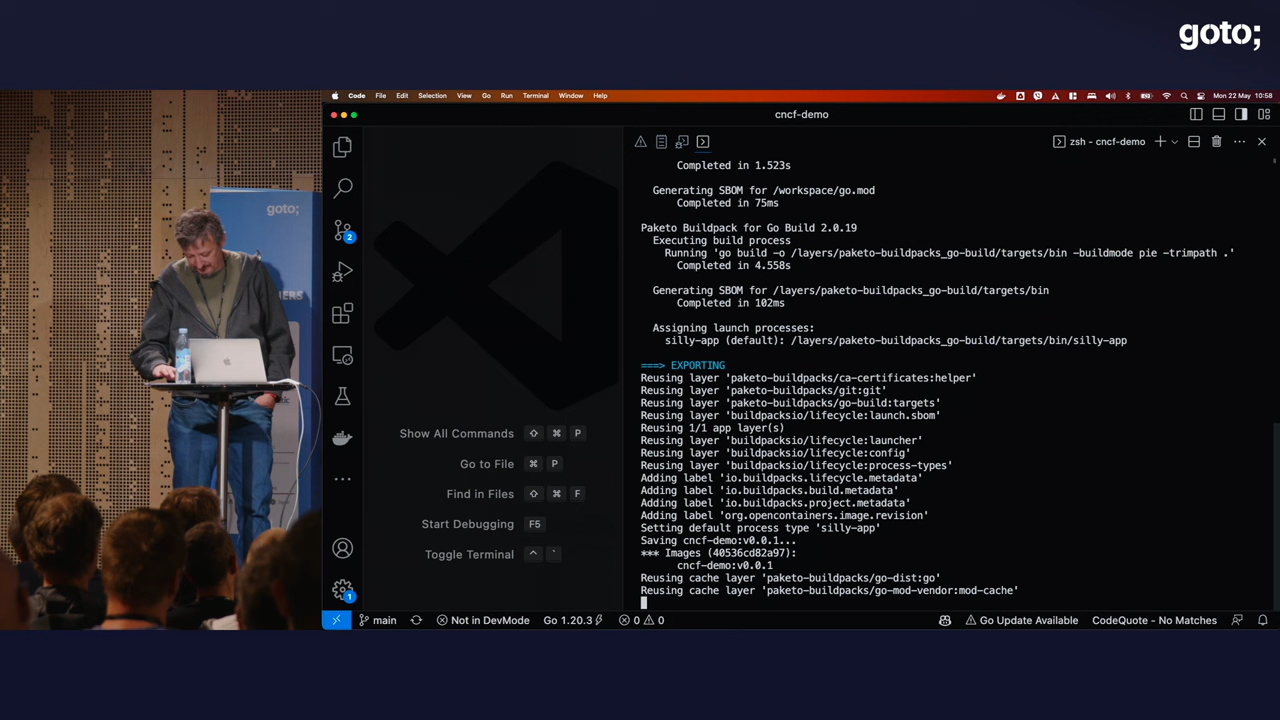 goto;
Code File Edit Selection View Go Run Terminal Window Help
Mon 22 May 10:58
cncf-demo
zsh - cncf-demo
Completed in 1.523s
Generating SBOM for /workspace/go.mod
Completed in 75ms
Paketo Buildpack for Go Build 2.0.19
Executing build process
Running 'go build -o /layers/paketo-buildpacks_go-build/targets/bin -buildmode pie -trimpath .'
Completed in 4.558s
Generating SBOM for /layers/paketo-buildpacks_go-build/targets/bin
Completed in 102ms
Assigning launch processes:
silly-app (default): /layers/paketo-buildpacks_go-build/targets/bin/silly-app
===> EXPORTING
Reusing layer 'paketo-buildpacks/ca-certificates:helper'
Reusing layer 'paketo-buildpacks/git:git'
Reusing layer 'paketo-buildpacks/go-build:targets'
Reusing layer 'buildpacksio/lifecycle:launch.sbom'
Reusing 1/1 app layer(s)
Reusing layer 'buildpacksio/lifecycle:launcher'
Reusing layer 'buildpacksio/lifecycle:config'
Reusing layer 'buildpacksio/lifecycle:process-types'
Adding label 'io.buildpacks.lifecycle.metadata'
Adding label 'io.buildpacks.build.metadata'
Adding label 'io.buildpacks.project.metadata'
Adding label 'org.opencontainers.image.revision'
Setting default process type 'silly-app'
Saving cncf-demo:v0.0.1...
*** Images (40536cd82a97):
cncf-demo:v0.0.1
Reusing cache layer 'paketo-buildpacks/go-dist:go'
Reusing cache layer 'paketo-buildpacks/go-mod-vendor:mod-cache'
Show All Commands ⇧ ⌘ P
Go to File ⌘ P
Find in Files ⇧ ⌘ F
Start Debugging F5
Toggle Terminal ^ `
2
1
main Not in DevMode Go 1.20.3 0 0 Go Update Available CodeQuote - No Matches
goto;